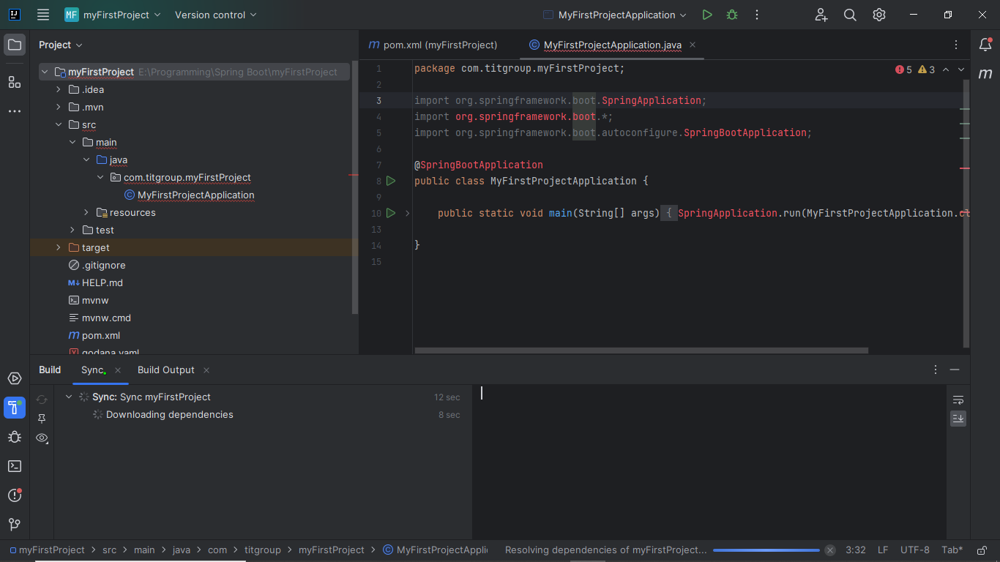 MF myFirstProject Version control MyFirstProjectApplication
Project
pom.xml (myFirstProject) MyFirstProjectApplication.java
myFirstProject E:\Programming\Spring Boot\myFirstProject
.idea
.mvn
src
main
java
com.titgroup.myFirstProject
MyFirstProjectApplication
resources
test
target
.gitignore
HELP.md
mvnw
mvnw.cmd
pom.xml
qodana.yaml
5 3
1 package com.titgroup.myFirstProject;
2
3 import org.springframework.boot.SpringApplication;
4 import org.springframework.boot.*;
5 import org.springframework.boot.autoconfigure.SpringBootApplication;
6
7 @SpringBootApplication
8 public class MyFirstProjectApplication {
9
10 public static void main(String[] args) { SpringApplication.run(MyFirstProjectApplication.cl
13
14 }
15
Build Sync Build Output
Sync: Sync myFirstProject 12 sec
Downloading dependencies 8 sec
myFirstProject > src > main > java > com > titgroup > myFirstProject > MyFirstProjectAppli Resolving dependencies of myFirstProject... 3:32 LF UTF-8 Tab*